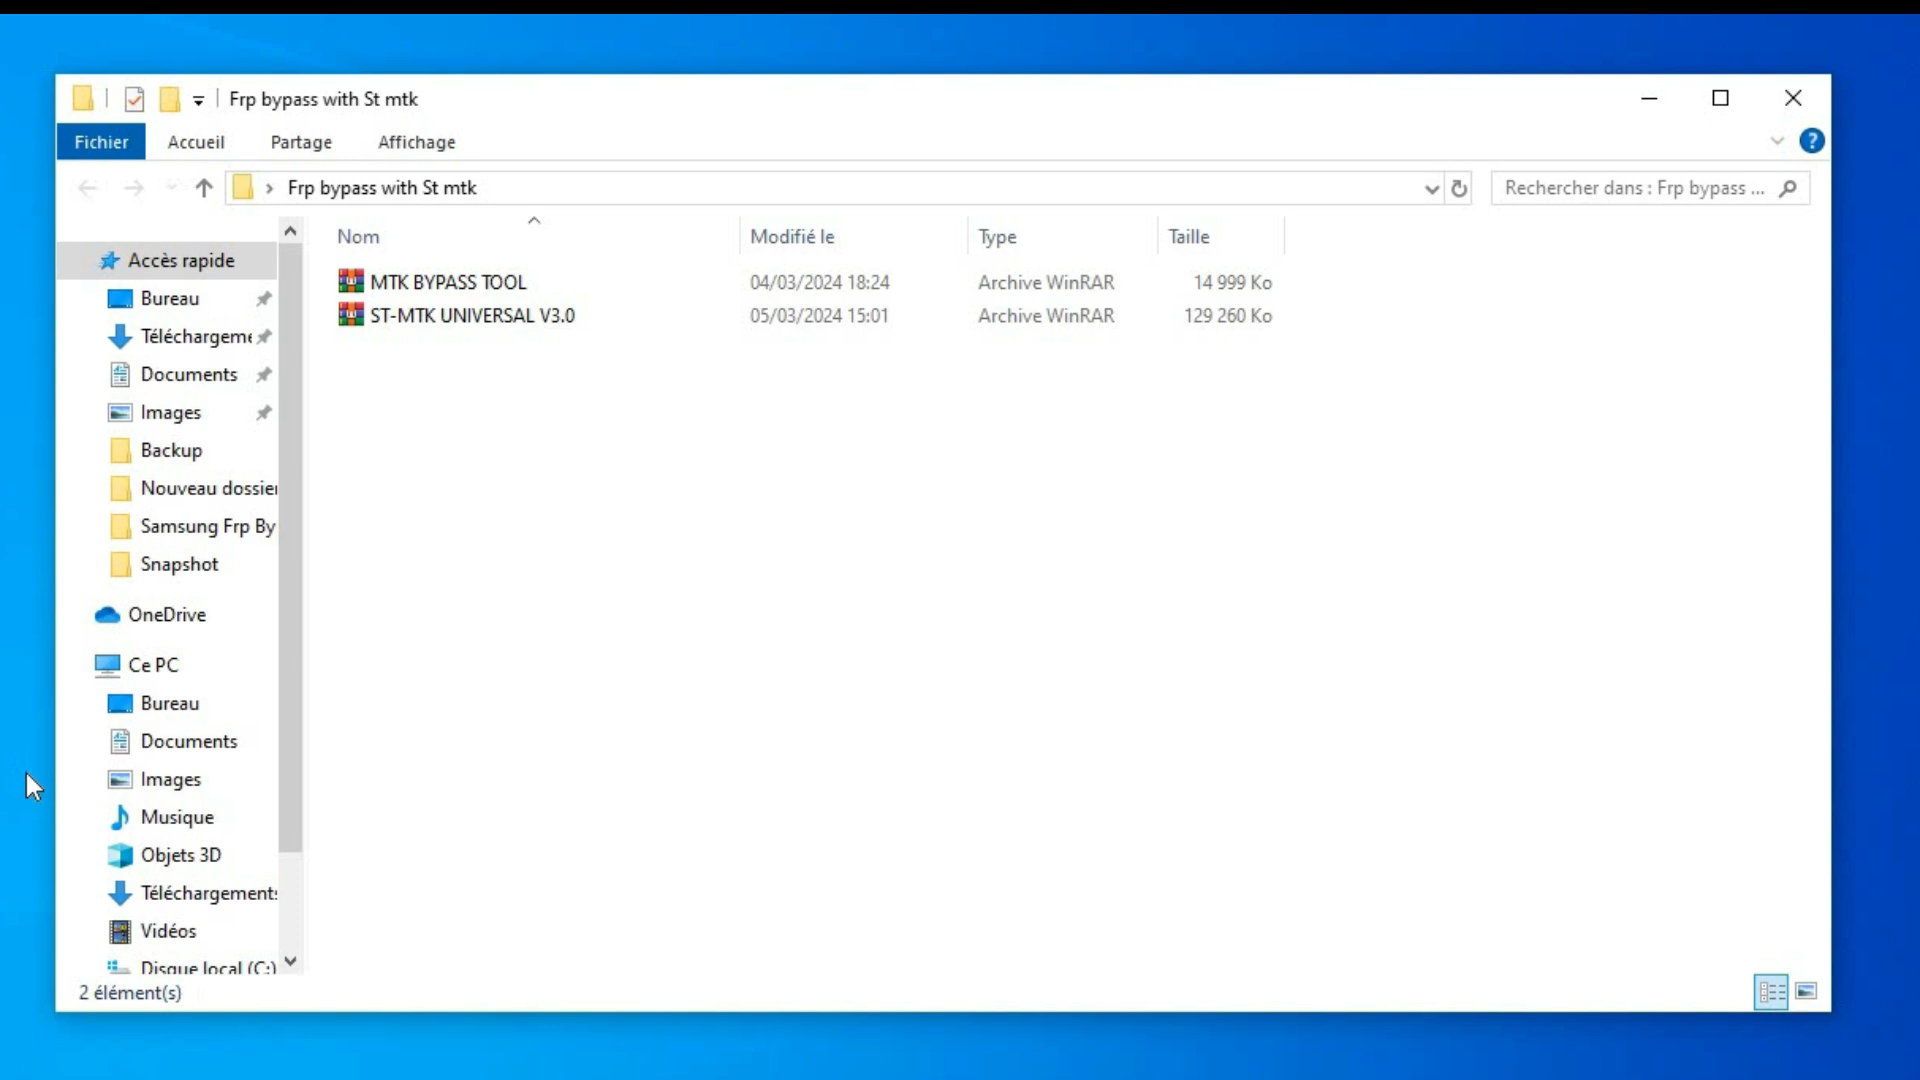 Frp bypass with St mtk
Fichier Accueil Partage Affichage
Frp bypass with St mtk
Rechercher dans : Frp bypass ...
Nom Modifié le Type Taille
MTK BYPASS TOOL 04/03/2024 18:24 Archive WinRAR 14 999 Ko
ST-MTK UNIVERSAL V3.0 05/03/2024 15:01 Archive WinRAR 129 260 Ko
Accès rapide
Bureau
Téléchargeme
Documents
Images
Backup
Nouveau dossier
Samsung Frp By
Snapshot
OneDrive
Ce PC
Bureau
Documents
Images
Musique
Objets 3D
Téléchargements
Vidéos
Disque local (C:)
2 élément(s)